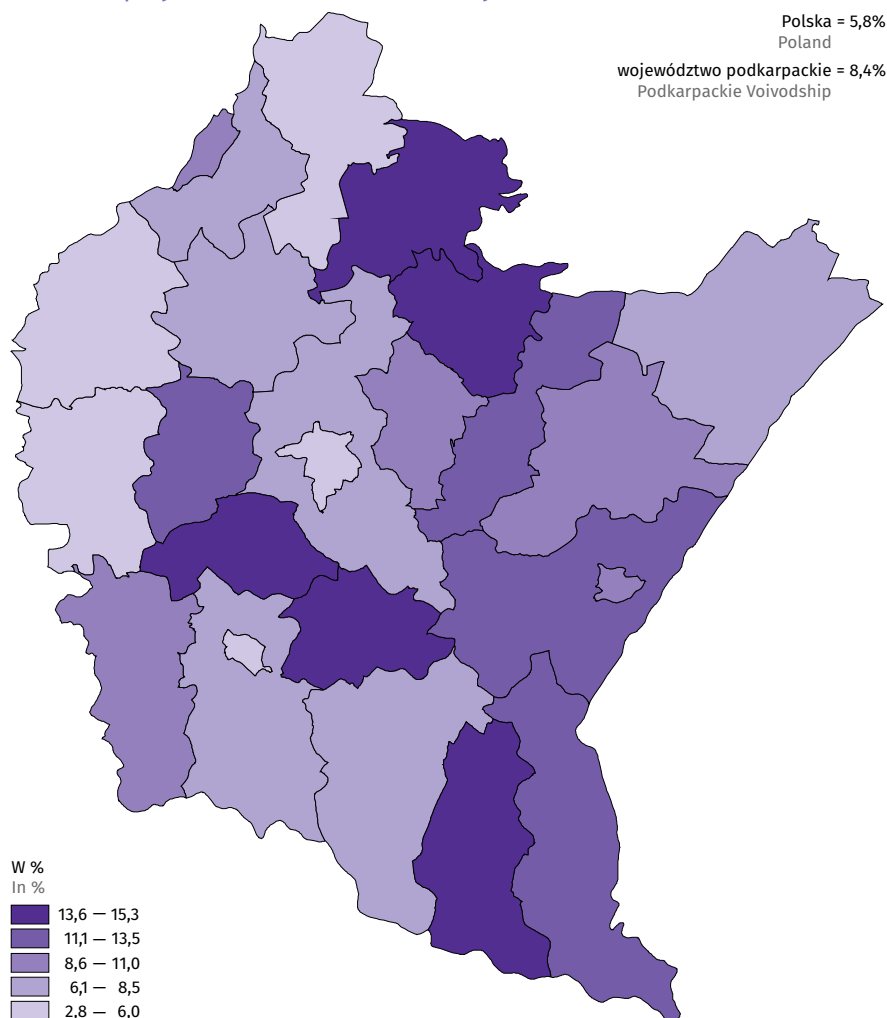 Polska = 5,8%
Poland
województwo podkarpackie = 8,4%
Podkarpackie Voivodship
W %
In %
13,6 — 15,3
11,1 — 13,5
8,6 — 11,0
6,1 — 8,5
2,8 — 6,0